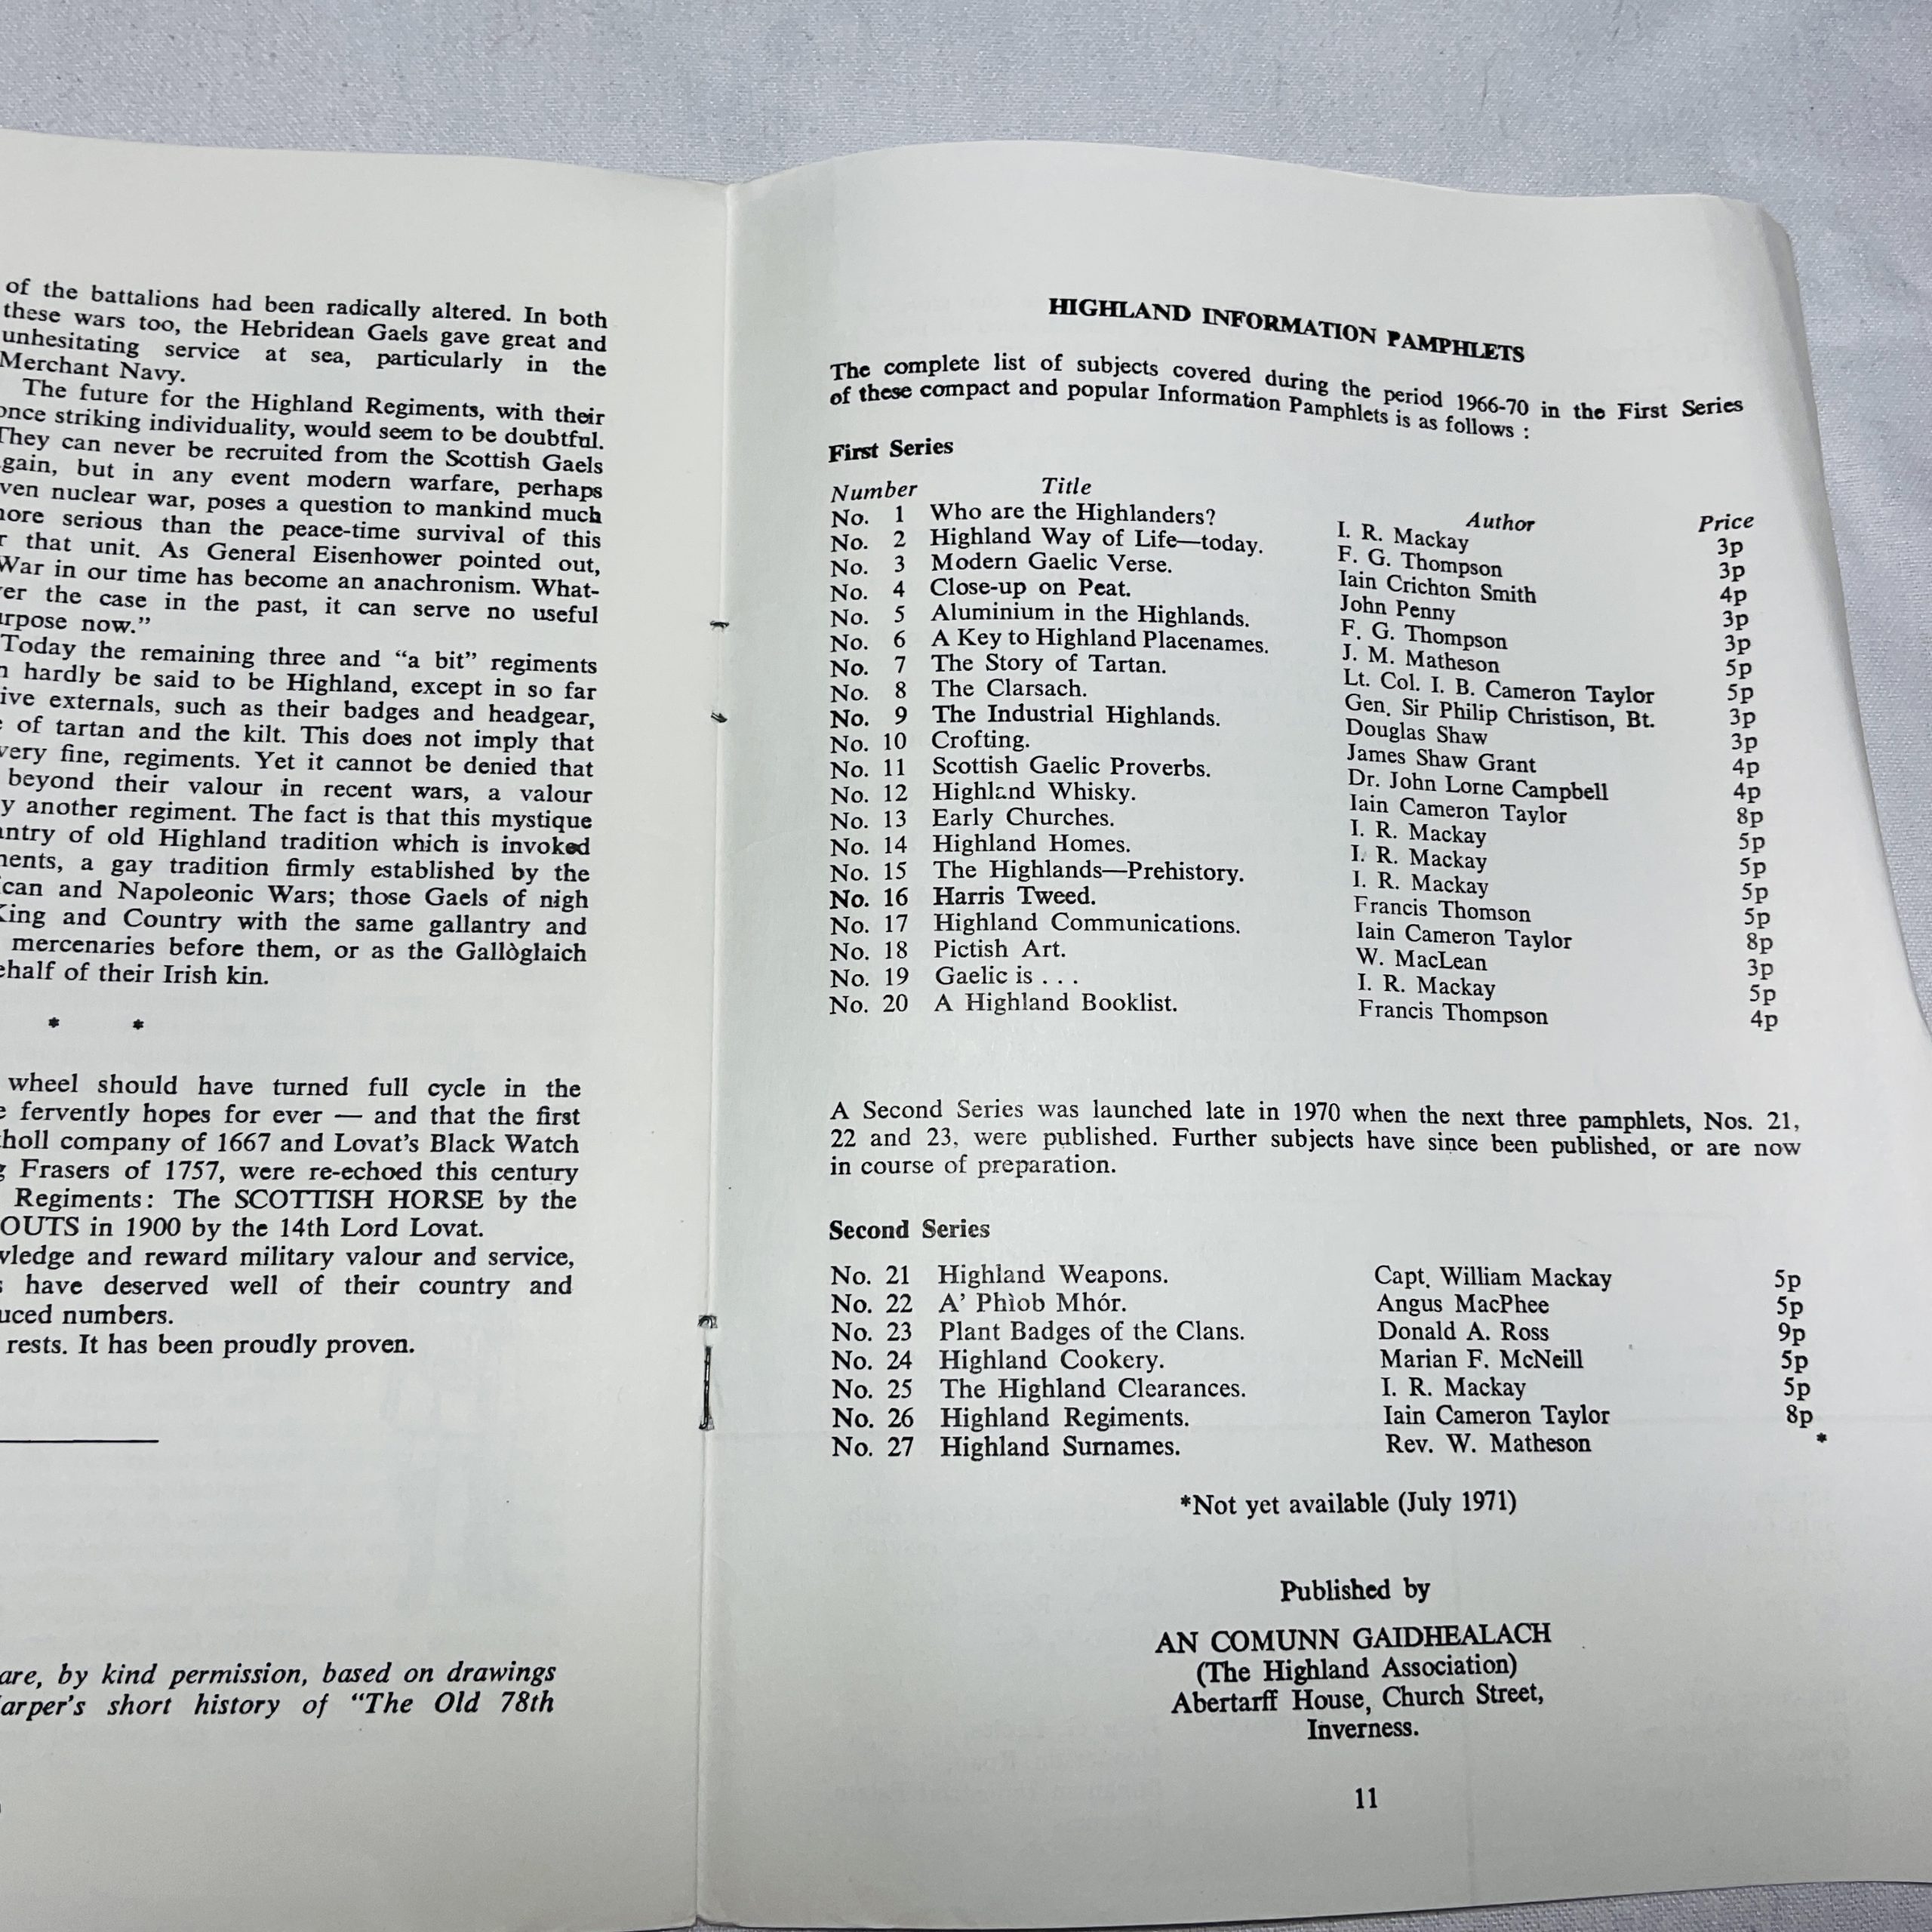 of the battalions had been radically altered. In both
these wars too, the Hebridean Gaels gave great and
unhesitating service at sea, particularly in the
Merchant Navy.
The future for the Highland Regiments, with their
once striking individuality, would seem to be doubtful.
They can never be recruited from the Scottish Gaels
gain, but in any event modern warfare, perhaps
ven nuclear war, poses a question to mankind much
more serious than the peace-time survival of this
r that unit. As General Eisenhower pointed out,
War in our time has become an anachronism. What-
er the case in the past, it can serve no useful
urpose now.”
Today the remaining three and “a bit” regiments
n hardly be said to be Highland, except in so far
ive externals, such as their badges and headgear,
e of tartan and the kilt. This does not imply that
very fine, regiments. Yet it cannot be denied that
beyond their valour in recent wars, a valour
y another regiment. The fact is that this mystique
antry of old Highland tradition which is invoked
nents, a gay tradition firmly established by the
ican and Napoleonic Wars; those Gaels of nigh
King and Country with the same gallantry and
mercenaries before them, or as the Gallòglaich
ehalf of their Irish kin.
* *
wheel should have turned full cycle in the
e fervently hopes for ever — and that the first
tholl company of 1667 and Lovat’s Black Watch
g Frasers of 1757, were re-echoed this century
Regiments: The SCOTTISH HORSE by the
OUTS in 1900 by the 14th Lord Lovat.
wledge and reward military valour and service,
s have deserved well of their country and
uced numbers.
rests. It has been proudly proven.
are, by kind permission, based on drawings
arper’s short history of “The Old 78th
HIGHLAND INFORMATION PAMPHLETS
The complete list of subjects covered during the period 1966-70 in the First Series
of these compact and popular Information Pamphlets is as follows :
First Series
Number Title Author Price
No. 1 Who are the Highlanders? I. R. Mackay 3p
No. 2 Highland Way of Life—today. F. G. Thompson 3p
No. 3 Modern Gaelic Verse. Iain Crichton Smith 4p
No. 4 Close-up on Peat. John Penny 3p
No. 5 Aluminium in the Highlands. F. G. Thompson 3p
No. 6 A Key to Highland Placenames. J. M. Matheson 5p
No. 7 The Story of Tartan. Lt. Col. I. B. Cameron Taylor 5p
No. 8 The Clarsach. Gen. Sir Philip Christison, Bt. 3p
No. 9 The Industrial Highlands. Douglas Shaw 3p
No. 10 Crofting. James Shaw Grant 4p
No. 11 Scottish Gaelic Proverbs. Dr. John Lorne Campbell 4p
No. 12 Highland Whisky. Iain Cameron Taylor 8p
No. 13 Early Churches. I. R. Mackay 5p
No. 14 Highland Homes. I. R. Mackay 5p
No. 15 The Highlands—Prehistory. I. R. Mackay 5p
No. 16 Harris Tweed. Francis Thomson 5p
No. 17 Highland Communications. Iain Cameron Taylor 8p
No. 18 Pictish Art. W. MacLean 3p
No. 19 Gaelic is . . . I. R. Mackay 5p
No. 20 A Highland Booklist. Francis Thompson 4p
A Second Series was launched late in 1970 when the next three pamphlets, Nos. 21,
22 and 23, were published. Further subjects have since been published, or are now
in course of preparation.
Second Series
No. 21 Highland Weapons. Capt. William Mackay 5p
No. 22 A’ Phìob Mhór. Angus MacPhee 5p
No. 23 Plant Badges of the Clans. Donald A. Ross 9p
No. 24 Highland Cookery. Marian F. McNeill 5p
No. 25 The Highland Clearances. I. R. Mackay 5p
No. 26 Highland Regiments. Iain Cameron Taylor 8p
No. 27 Highland Surnames. Rev. W. Matheson *
*Not yet available (July 1971)
Published by
AN COMUNN GAIDHEALACH
(The Highland Association)
Abertarff House, Church Street,
Inverness.
11